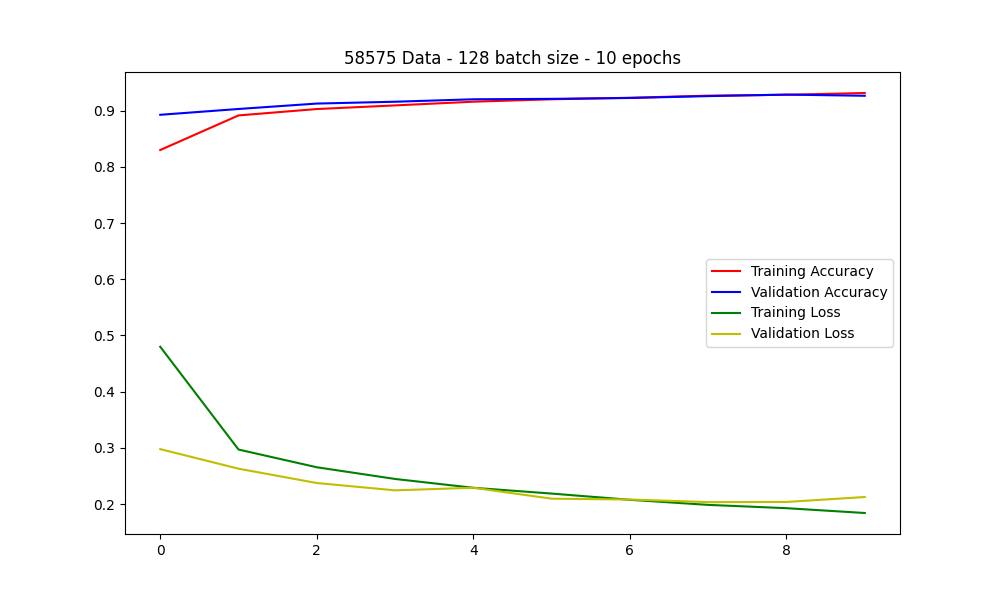 58575 Data - 128 batch size - 10 epochs
0.9
0.8
0.7
0.6
0.5
0.4
0.3
0.2
Training Accuracy
Validation Accuracy
Training Loss
Validation Loss
0 2 4 6 8